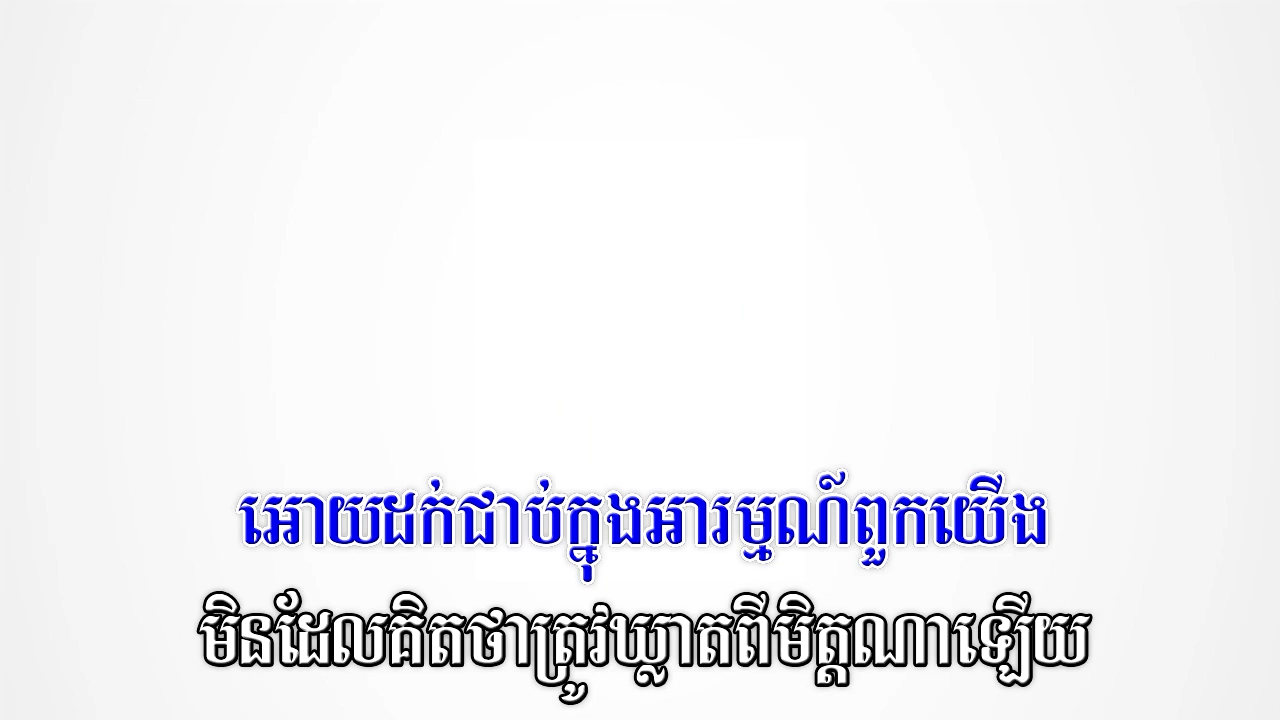 អោយដក់ជាប់ក្នុងអារម្មណ៍ពួកយើង
មិនដែលគិតថាត្រូវឃ្លាតពីមិត្តណាឡើយ